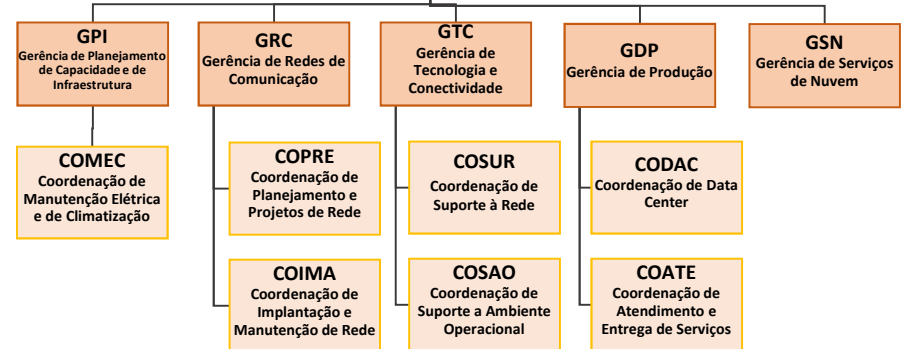 GPI
Gerência de Planejamento
de Capacidade e de
Infraestrutura
GRC
Gerência de Redes de
Comunicação
GTC
Gerência de
Tecnologia e
Conectividade
GDP
Gerência de Produção
GSN
Gerência de Serviços
de Nuvem
COMEC
Coordenação de
Manutenção Elétrica
e de Climatização
COPRE
Coordenação de
Planejamento e
Projetos de Rede
COSUR
Coordenação de
Suporte à Rede
CODAC
Coordenação de Data
Center
COIMA
Coordenação de
Implantação e
Manutenção de Rede
COSAO
Coordenação de
Suporte a Ambiente
Operacional
COATE
Coordenação de
Atendimento e
Entrega de Serviços